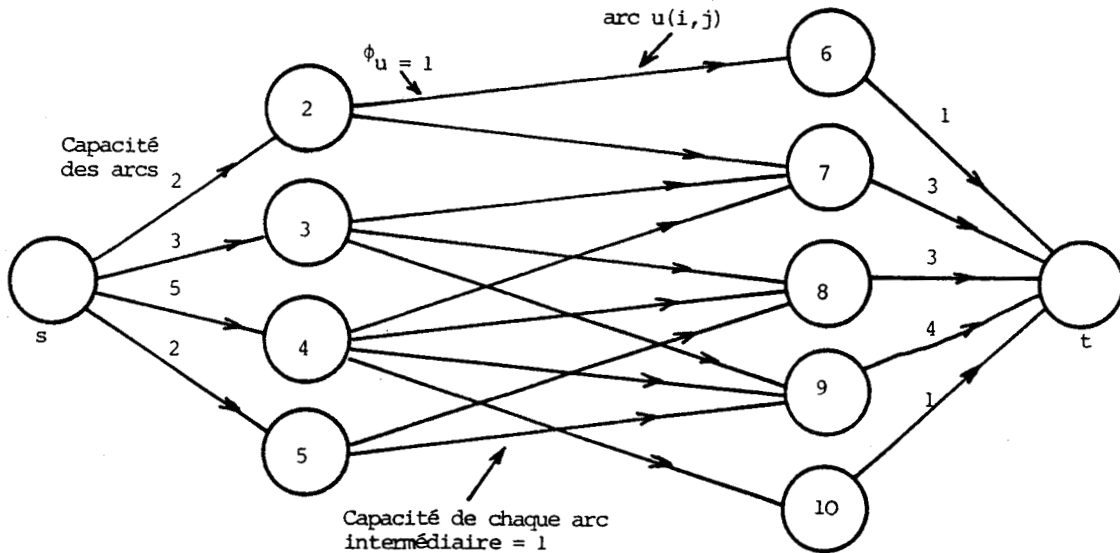 arc u(i,j)
ϕu = 1
6
2
Capacité
des arcs
1
2
7
3
3
3
3
5
8
s
4
4
t
2
9
1
5
10
Capacité de chaque arc
intermédiaire = 1